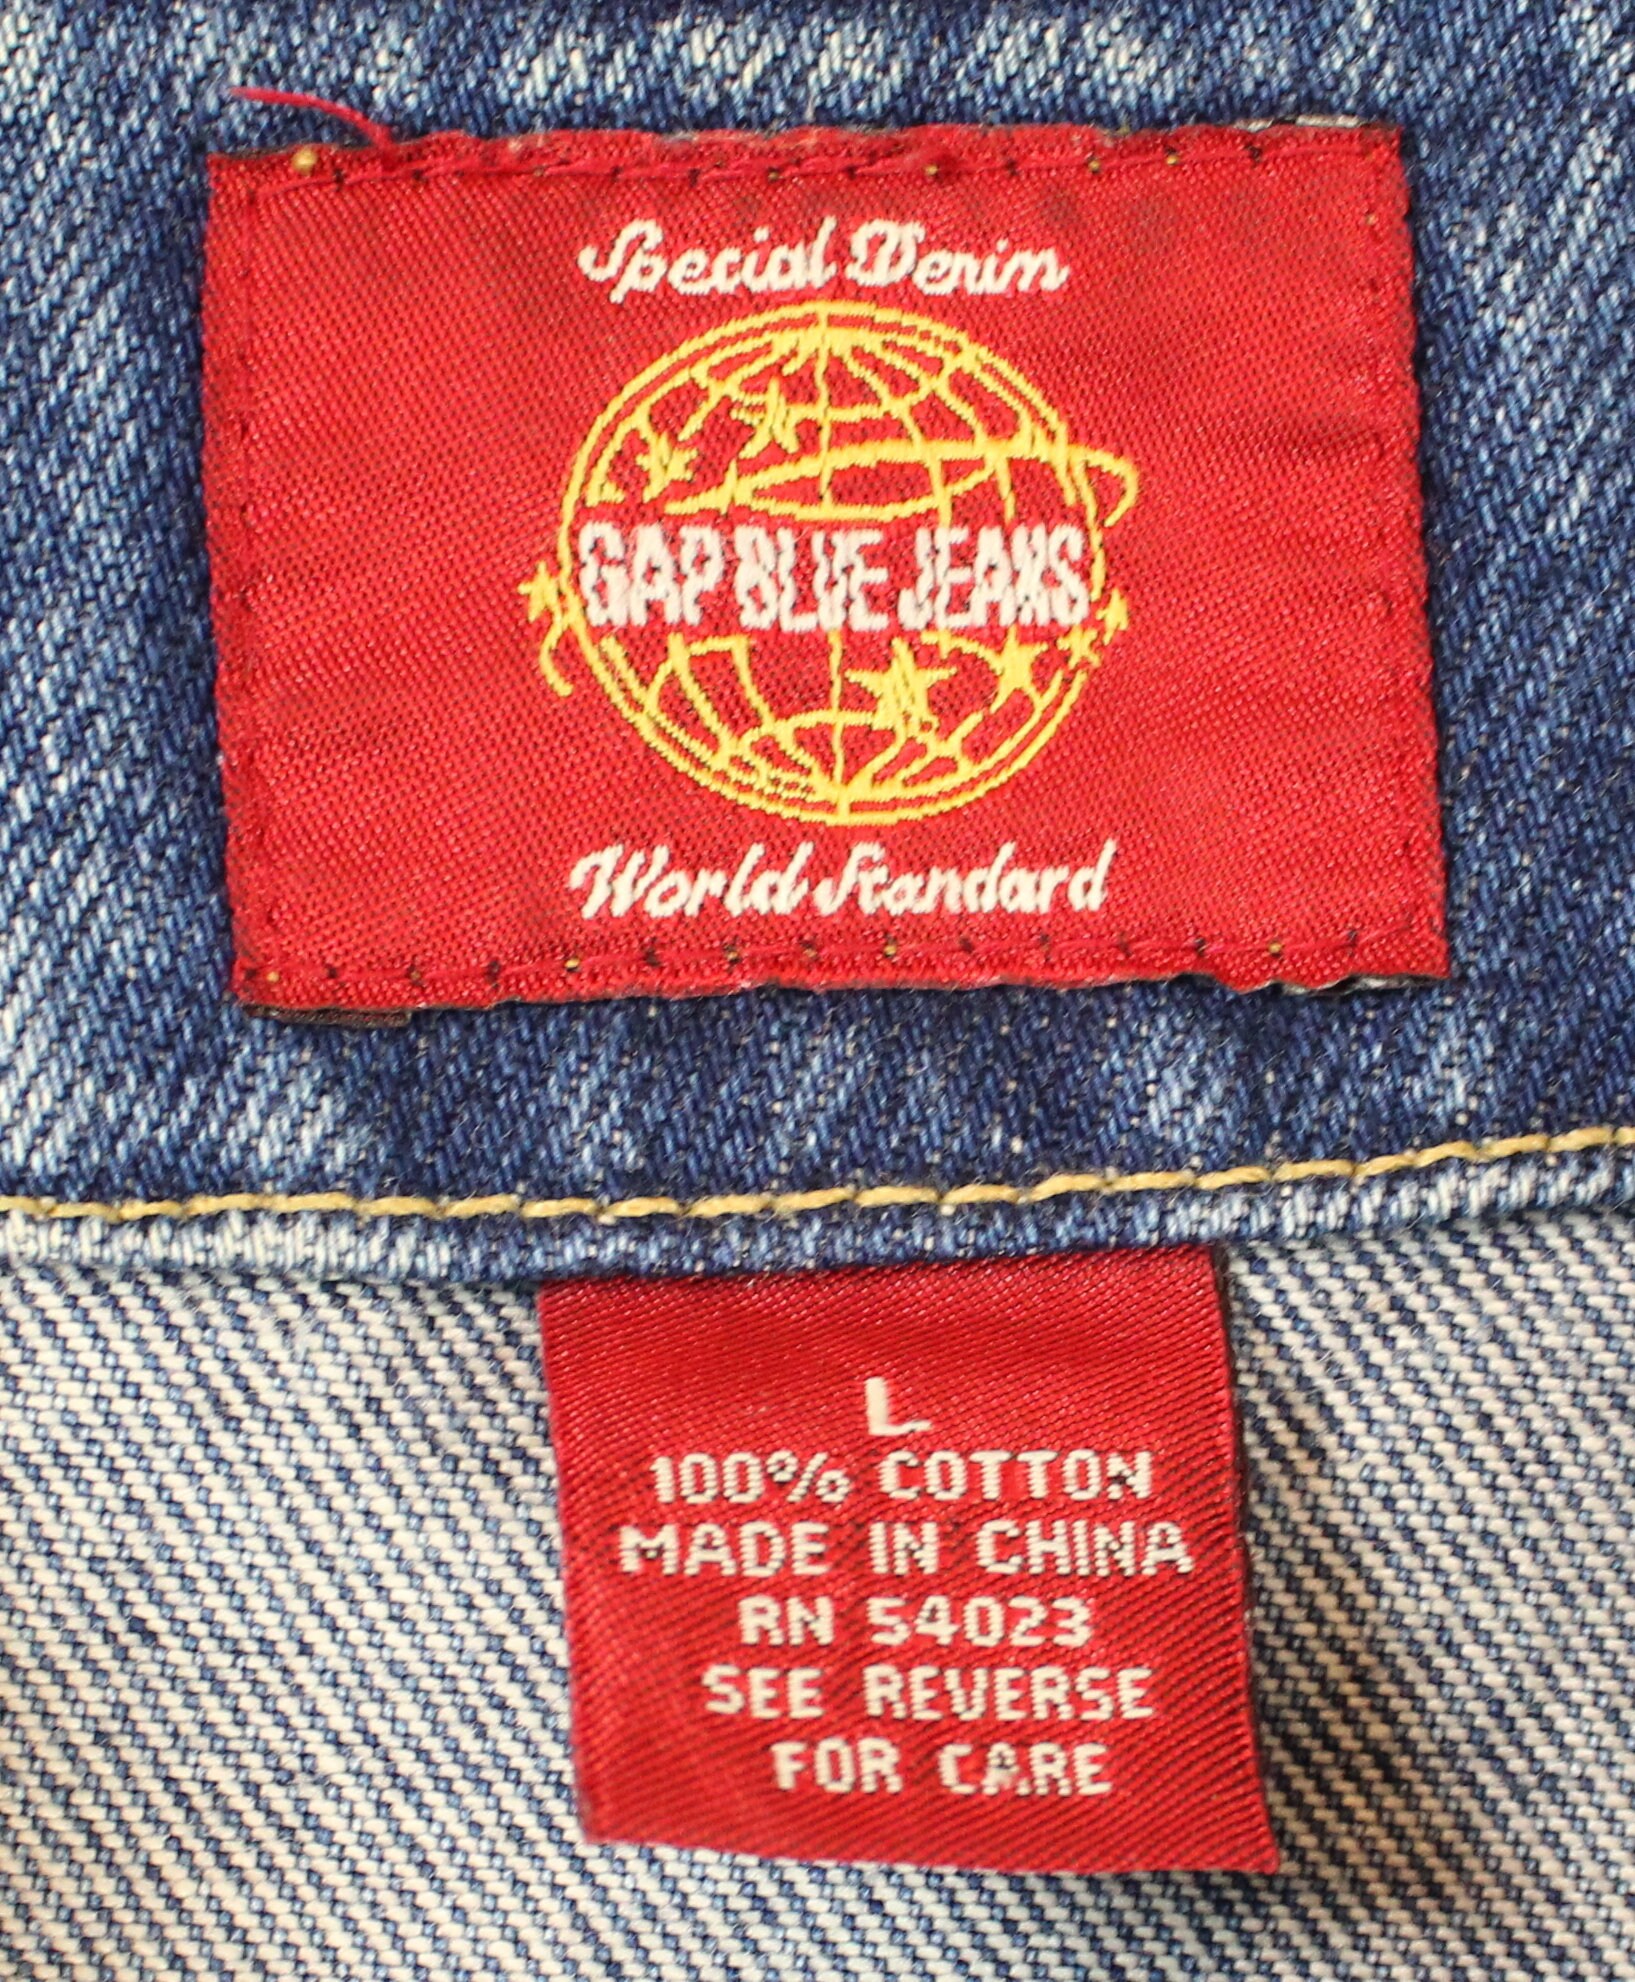 Special Denim
GAP BLUE JEANS
World Standard
L
100% COTTON
MADE IN CHINA
RN 54023
SEE REVERSE
FOR CARE